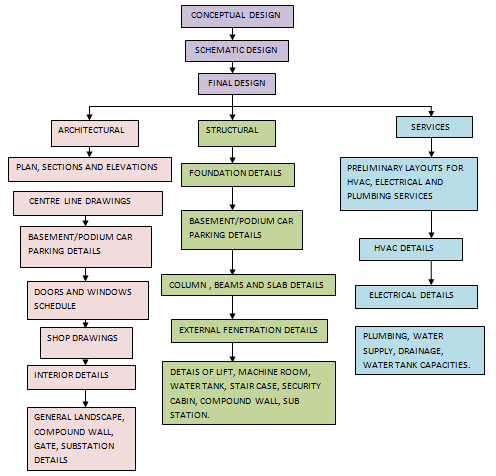 CONCEPTUAL DESIGN
SCHEMATIC DESIGN
FINAL DESIGN
ARCHITECTURAL
PLAN, SECTIONS AND ELEVATIONS
CENTRE LINE DRAWINGS
BASEMENT/PODIUM CAR
PARKING DETAILS
DOORS AND WINDOWS
SCHEDULE
SHOP DRAWINGS
INTERIOR DETAILS
GENERAL LANDSCAPE,
COMPOUND WALL,
GATE, SUBSTATION
DETAILS
STRUCTURAL
FOUNDATION DETAILS
BASEMENT/PODIUM CAR
PARKING DETAILS
COLUMN , BEAMS AND SLAB DETAILS
EXTERNAL FENETRATION DETAILS
DETAIS OF LIFT, MACHINE ROOM,
WATER TANK, STAIR CASE, SECURITY
CABIN, COMPOUND WALL, SUB
STATION.
SERVICES
PRELIMINARY LAYOUTS FOR
HVAC, ELECTRICAL AND
PLUMBING SERVICES
HVAC DETAILS
ELECTRICAL DETAILS
PLUMBING, WATER
SUPPLY, DRAINAGE,
WATER TANK CAPACITIES.